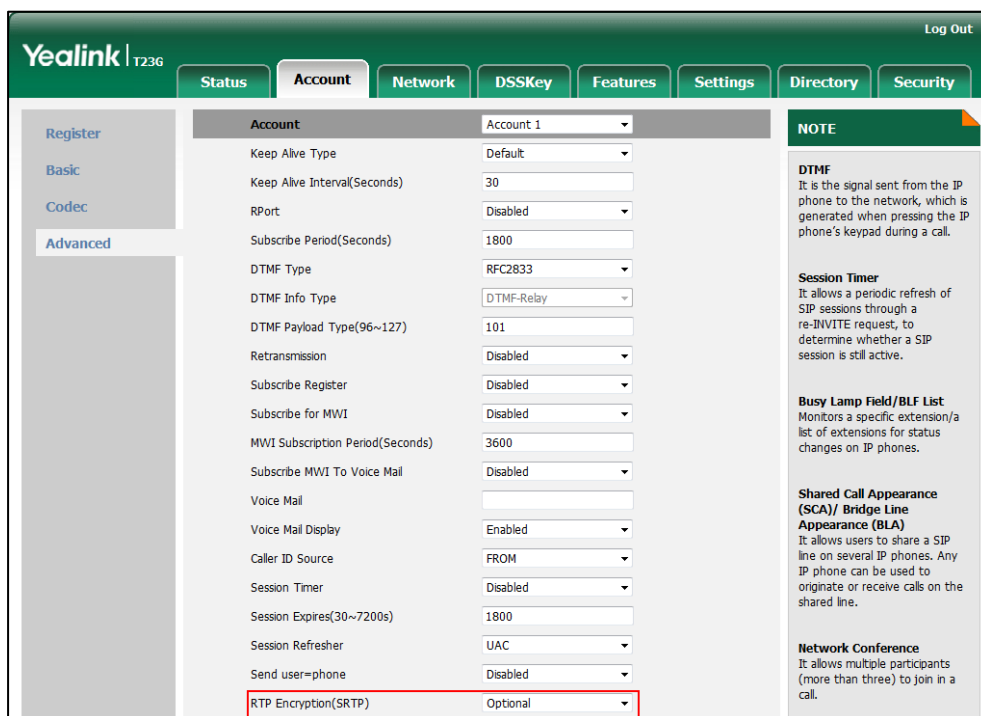 Log Out
Yealink T23G
Status Account Network DSSKey Features Settings Directory Security
Register
Basic
Codec
Advanced
Account Account 1
Keep Alive Type Default
Keep Alive Interval(Seconds) 30
RPort Disabled
Subscribe Period(Seconds) 1800
DTMF Type RFC2833
DTMF Info Type DTMF-Relay
DTMF Payload Type(96~127) 101
Retransmission Disabled
Subscribe Register Disabled
Subscribe for MWI Disabled
MWI Subscription Period(Seconds) 3600
Subscribe MWI To Voice Mail Disabled
Voice Mail
Voice Mail Display Enabled
Caller ID Source FROM
Session Timer Disabled
Session Expires(30~7200s) 1800
Session Refresher UAC
Send user=phone Disabled
RTP Encryption(SRTP) Optional
NOTE
DTMF
It is the signal sent from the IP
phone to the network, which is
generated when pressing the IP
phone's keypad during a call.
Session Timer
It allows a periodic refresh of
SIP sessions through a
re-INVITE request, to
determine whether a SIP
session is still active.
Busy Lamp Field/BLF List
Monitors a specific extension/a
list of extensions for status
changes on IP phones.
Shared Call Appearance
(SCA)/ Bridge Line
Appearance (BLA)
It allows users to share a SIP
line on several IP phones. Any
IP phone can be used to
originate or receive calls on the
shared line.
Network Conference
It allows multiple participants
(more than three) to join in a
call.